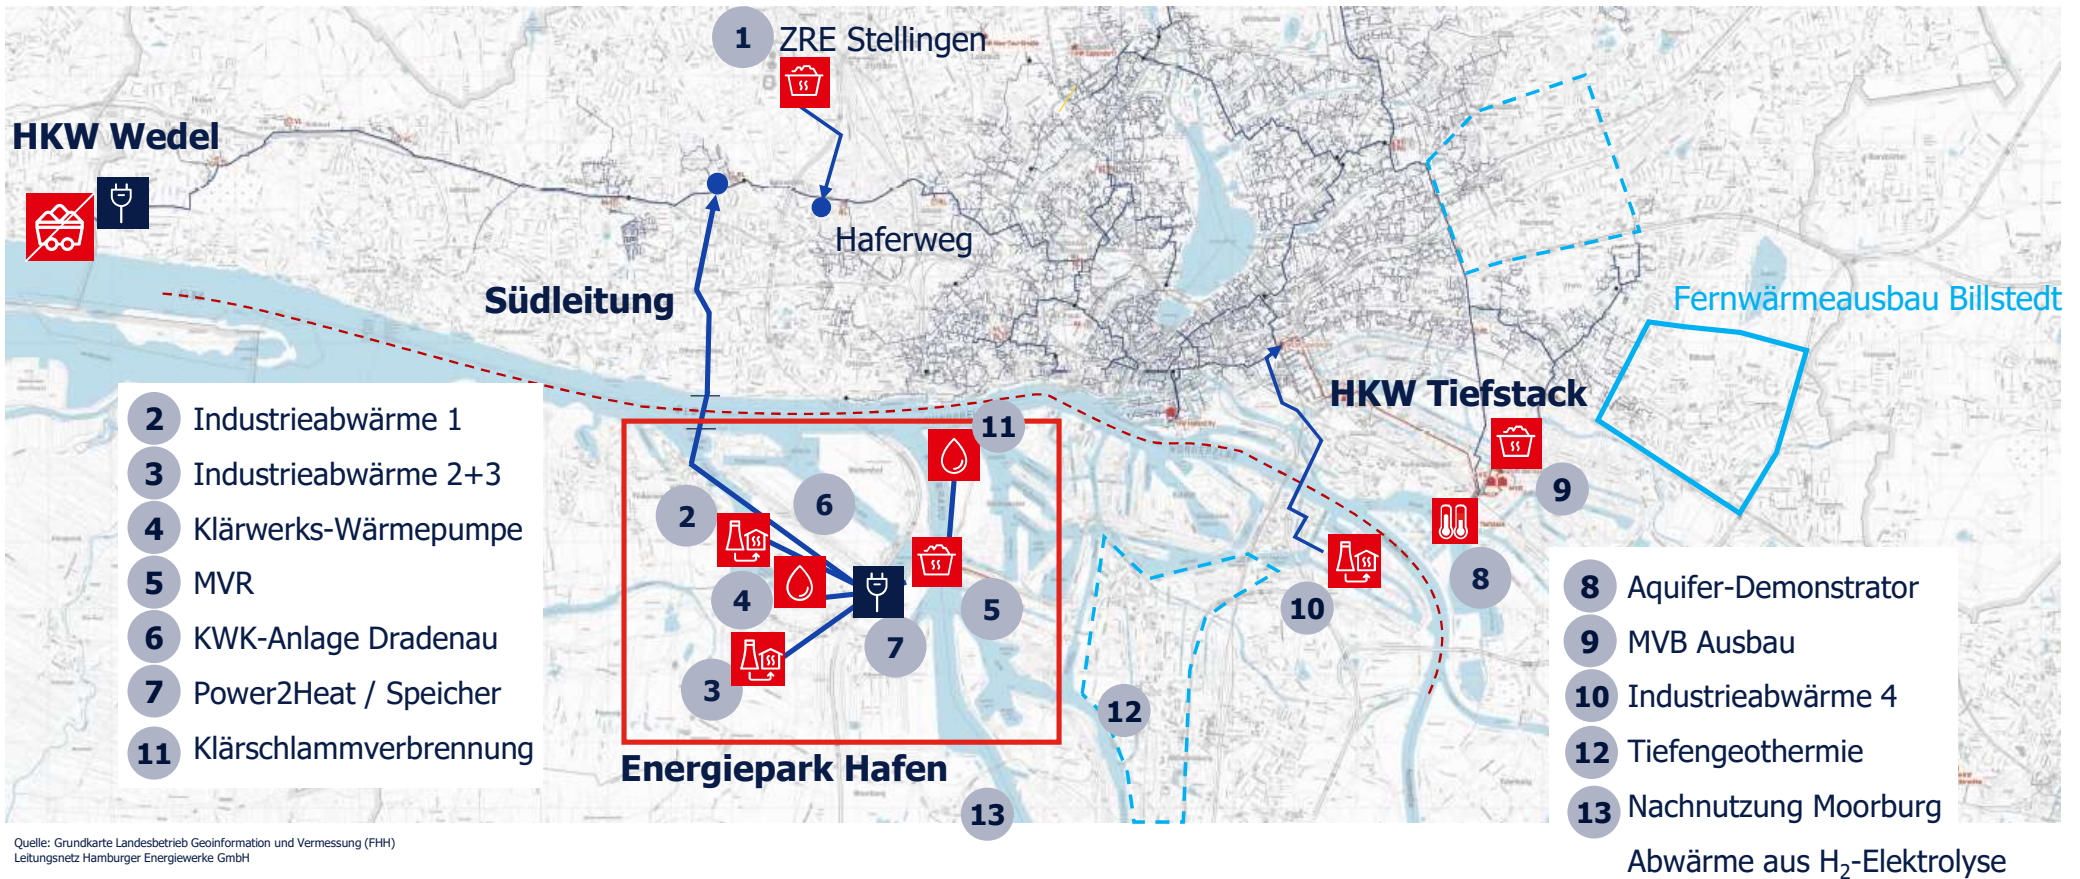 1 ZRE Stellingen
HKW Wedel
Haferweg
Südleitung
Fernwärmeausbau Billstedt
HKW Tiefstack
2 Industrieabwärme 1
3 Industrieabwärme 2+3
4 Klärwerks-Wärmepumpe
5 MVR
6 KWK-Anlage Dradenau
7 Power2Heat / Speicher
11 Klärschlammverbrennung
11
2
6
4
5
7
3
Energiepark Hafen
9
8
10
12
13
8 Aquifer-Demonstrator
9 MVB Ausbau
10 Industrieabwärme 4
12 Tiefengeothermie
13 Nachnutzung Moorburg
Abwärme aus H₂-Elektrolyse
Quelle: Grundkarte Landesbetrieb Geoinformation und Vermessung (FHH)
Leitungsnetz Hamburger Energiewerke GmbH